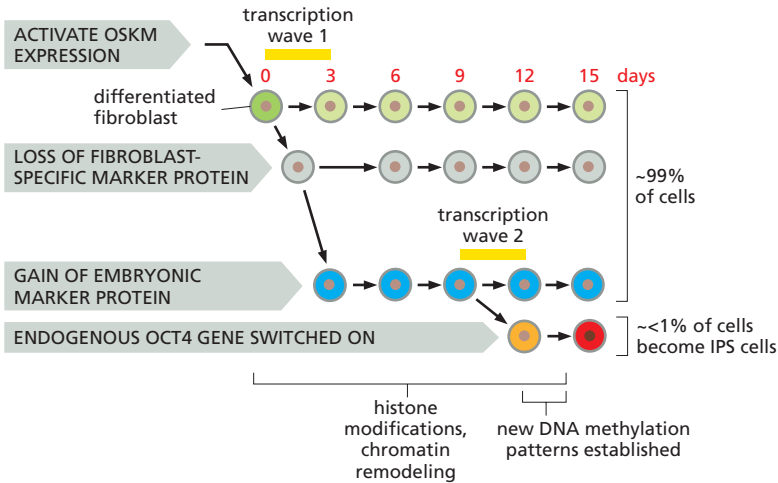 transcription
wave 1
ACTIVATE OSKM
EXPRESSION
0 3 6 9 12 15 days
differentiated
fibroblast
LOSS OF FIBROBLAST-
SPECIFIC MARKER PROTEIN
~99%
of cells
transcription
wave 2
GAIN OF EMBRYONIC
MARKER PROTEIN
ENDOGENOUS OCT4 GENE SWITCHED ON
~<1% of cells
become IPS cells
histone
modifications,
chromatin
remodeling
new DNA methylation
patterns established